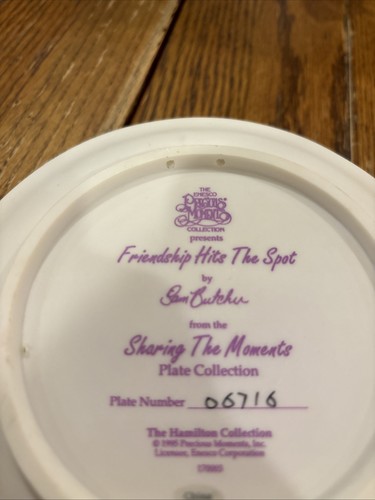 THE
ENESCO
PRECIOUS
MOMENTS
COLLECTION
presents
Friendship Hits The Spot
by
Sam Butcher
from the
Sharing The Moments
Plate Collection
Plate Number 06716
The Hamilton Collection
© 1995 Precious Moments, Inc.
Licensee, Enesco Corporation